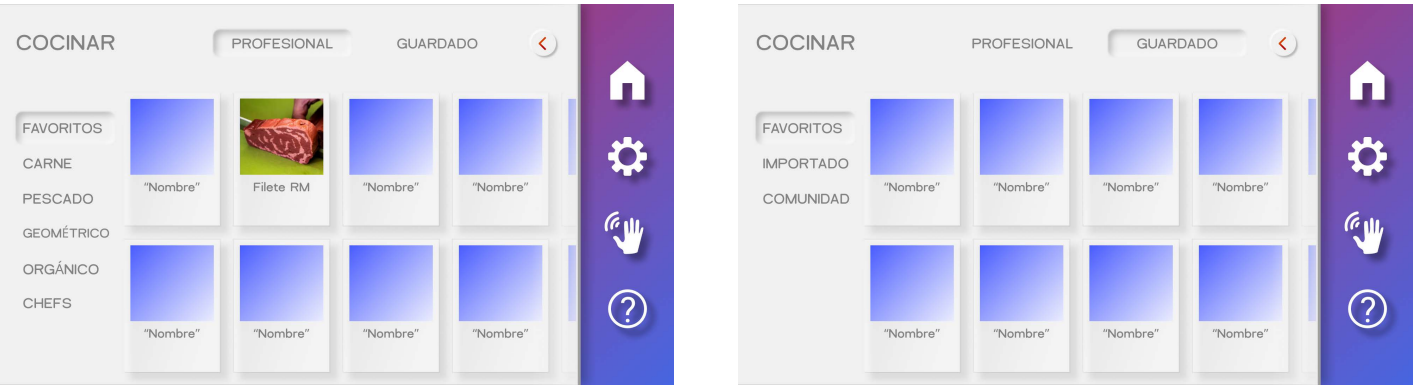 COCINAR PROFESIONAL GUARDADO
FAVORITOS
CARNE
PESCADO
GEOMÉTRICO
ORGÁNICO
CHEFS
"Nombre" Filete RM "Nombre" "Nombre"
"Nombre" "Nombre" "Nombre" "Nombre"
COCINAR PROFESIONAL GUARDADO
FAVORITOS
IMPORTADO
COMUNIDAD
"Nombre" "Nombre" "Nombre" "Nombre"
"Nombre" "Nombre" "Nombre" "Nombre"